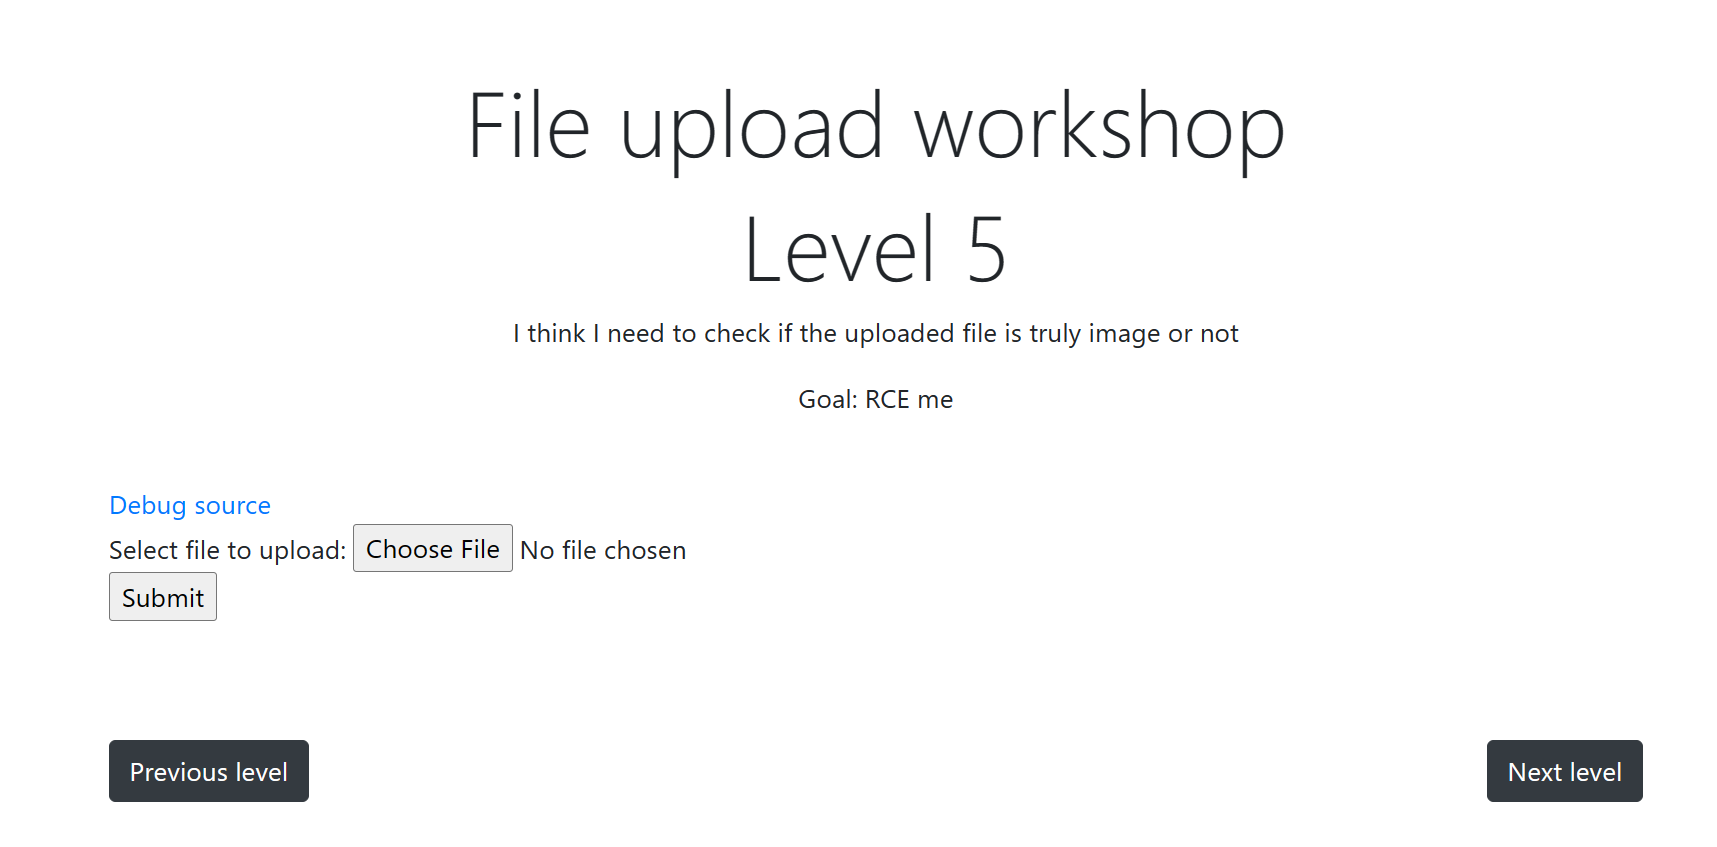 File upload workshop
Level 5
I think I need to check if the uploaded file is truly image or not
Goal: RCE me
Debug source
Select file to upload: Choose File No file chosen
Submit
Previous level
Next level